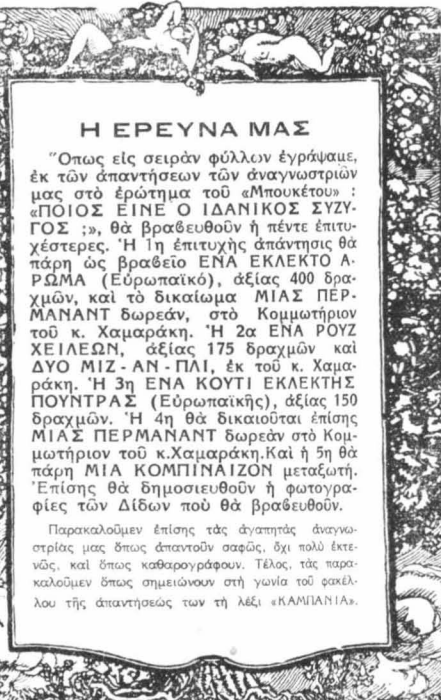 Η ΕΡΕΥΝΑ ΜΑΣ
Ὅπως εἰς σειρὰν φύλλων ἐγράψαμε,
ἐκ τῶν ἀπαντήσεων τῶν ἀναγνωστριῶν
μας στὸ ἐρώτημα τοῦ «Μπουκέτου» :
«ΠΟΙΟΣ ΕΙΝΕ Ο ΙΔΑΝΙΚΟΣ ΣΥΖΥ-
ΓΟΣ ;», θὰ βραβευθοῦν ἡ πέντε ἐπιτυ-
χέστερες. Ἡ 1η ἐπιτυχὴς ἀπάντησις θὰ
πάρη ὡς βραβεῖο ΕΝΑ ΕΚΛΕΚΤΟ Α-
ΡΩΜΑ (Εὐρωπαϊκό), ἀξίας 400 δρα-
χμῶν, καὶ τὸ δικαίωμα ΜΙΑΣ ΠΕΡ-
ΜΑΝΑΝΤ δωρεάν, στὸ Κομμωτήριον
τοῦ κ. Χαμαράκη. Ἡ 2α ΕΝΑ ΡΟΥΖ
ΧΕΙΛΕΩΝ, ἀξίας 175 δραχμῶν καὶ
ΔΥΟ ΜΙΖ - ΑΝ - ΠΛΙ, ἐκ τοῦ κ. Χαμα-
ράκη. Ἡ 3η ΕΝΑ ΚΟΥΤΙ ΕΚΛΕΚΤΗΣ
ΠΟΥΝΤΡΑΣ (Εὐρωπαϊκῆς), ἀξίας 150
δραχμῶν. Ἡ 4η θὰ δικαιοῦται ἐπίσης
ΜΙΑΣ ΠΕΡΜΑΝΑΝΤ δωρεὰν στὸ Κομ-
μωτήριον τοῦ κ.Χαμαράκη.Καὶ ἡ 5η θὰ
πάρη ΜΙΑ ΚΟΜΠΙΝΑΙΖΟΝ μεταξωτή.
Ἐπίσης θὰ δημοσιευθοῦν ἡ φωτογρα-
φίες τῶν Δίδων ποὺ θὰ βραβευθοῦν.
Παρακαλοῦμεν ἐπίσης τὰς ἀγαπητὰς ἀναγνω-
στρίας μας ὅπως ἀπαντοῦν σαφῶς, ὄχι πολὺ ἐκτε-
νῶς, καὶ ὅπως καθαρογράφουν. Τέλος, τὰς παρα-
καλοῦμεν ὅπως σημειώνουν στὴ γωνία τοῦ φακέλ-
λου τῆς ἀπαντήσεώς των τὴ λέξι «ΚΑΜΠΑΝΙΑ».